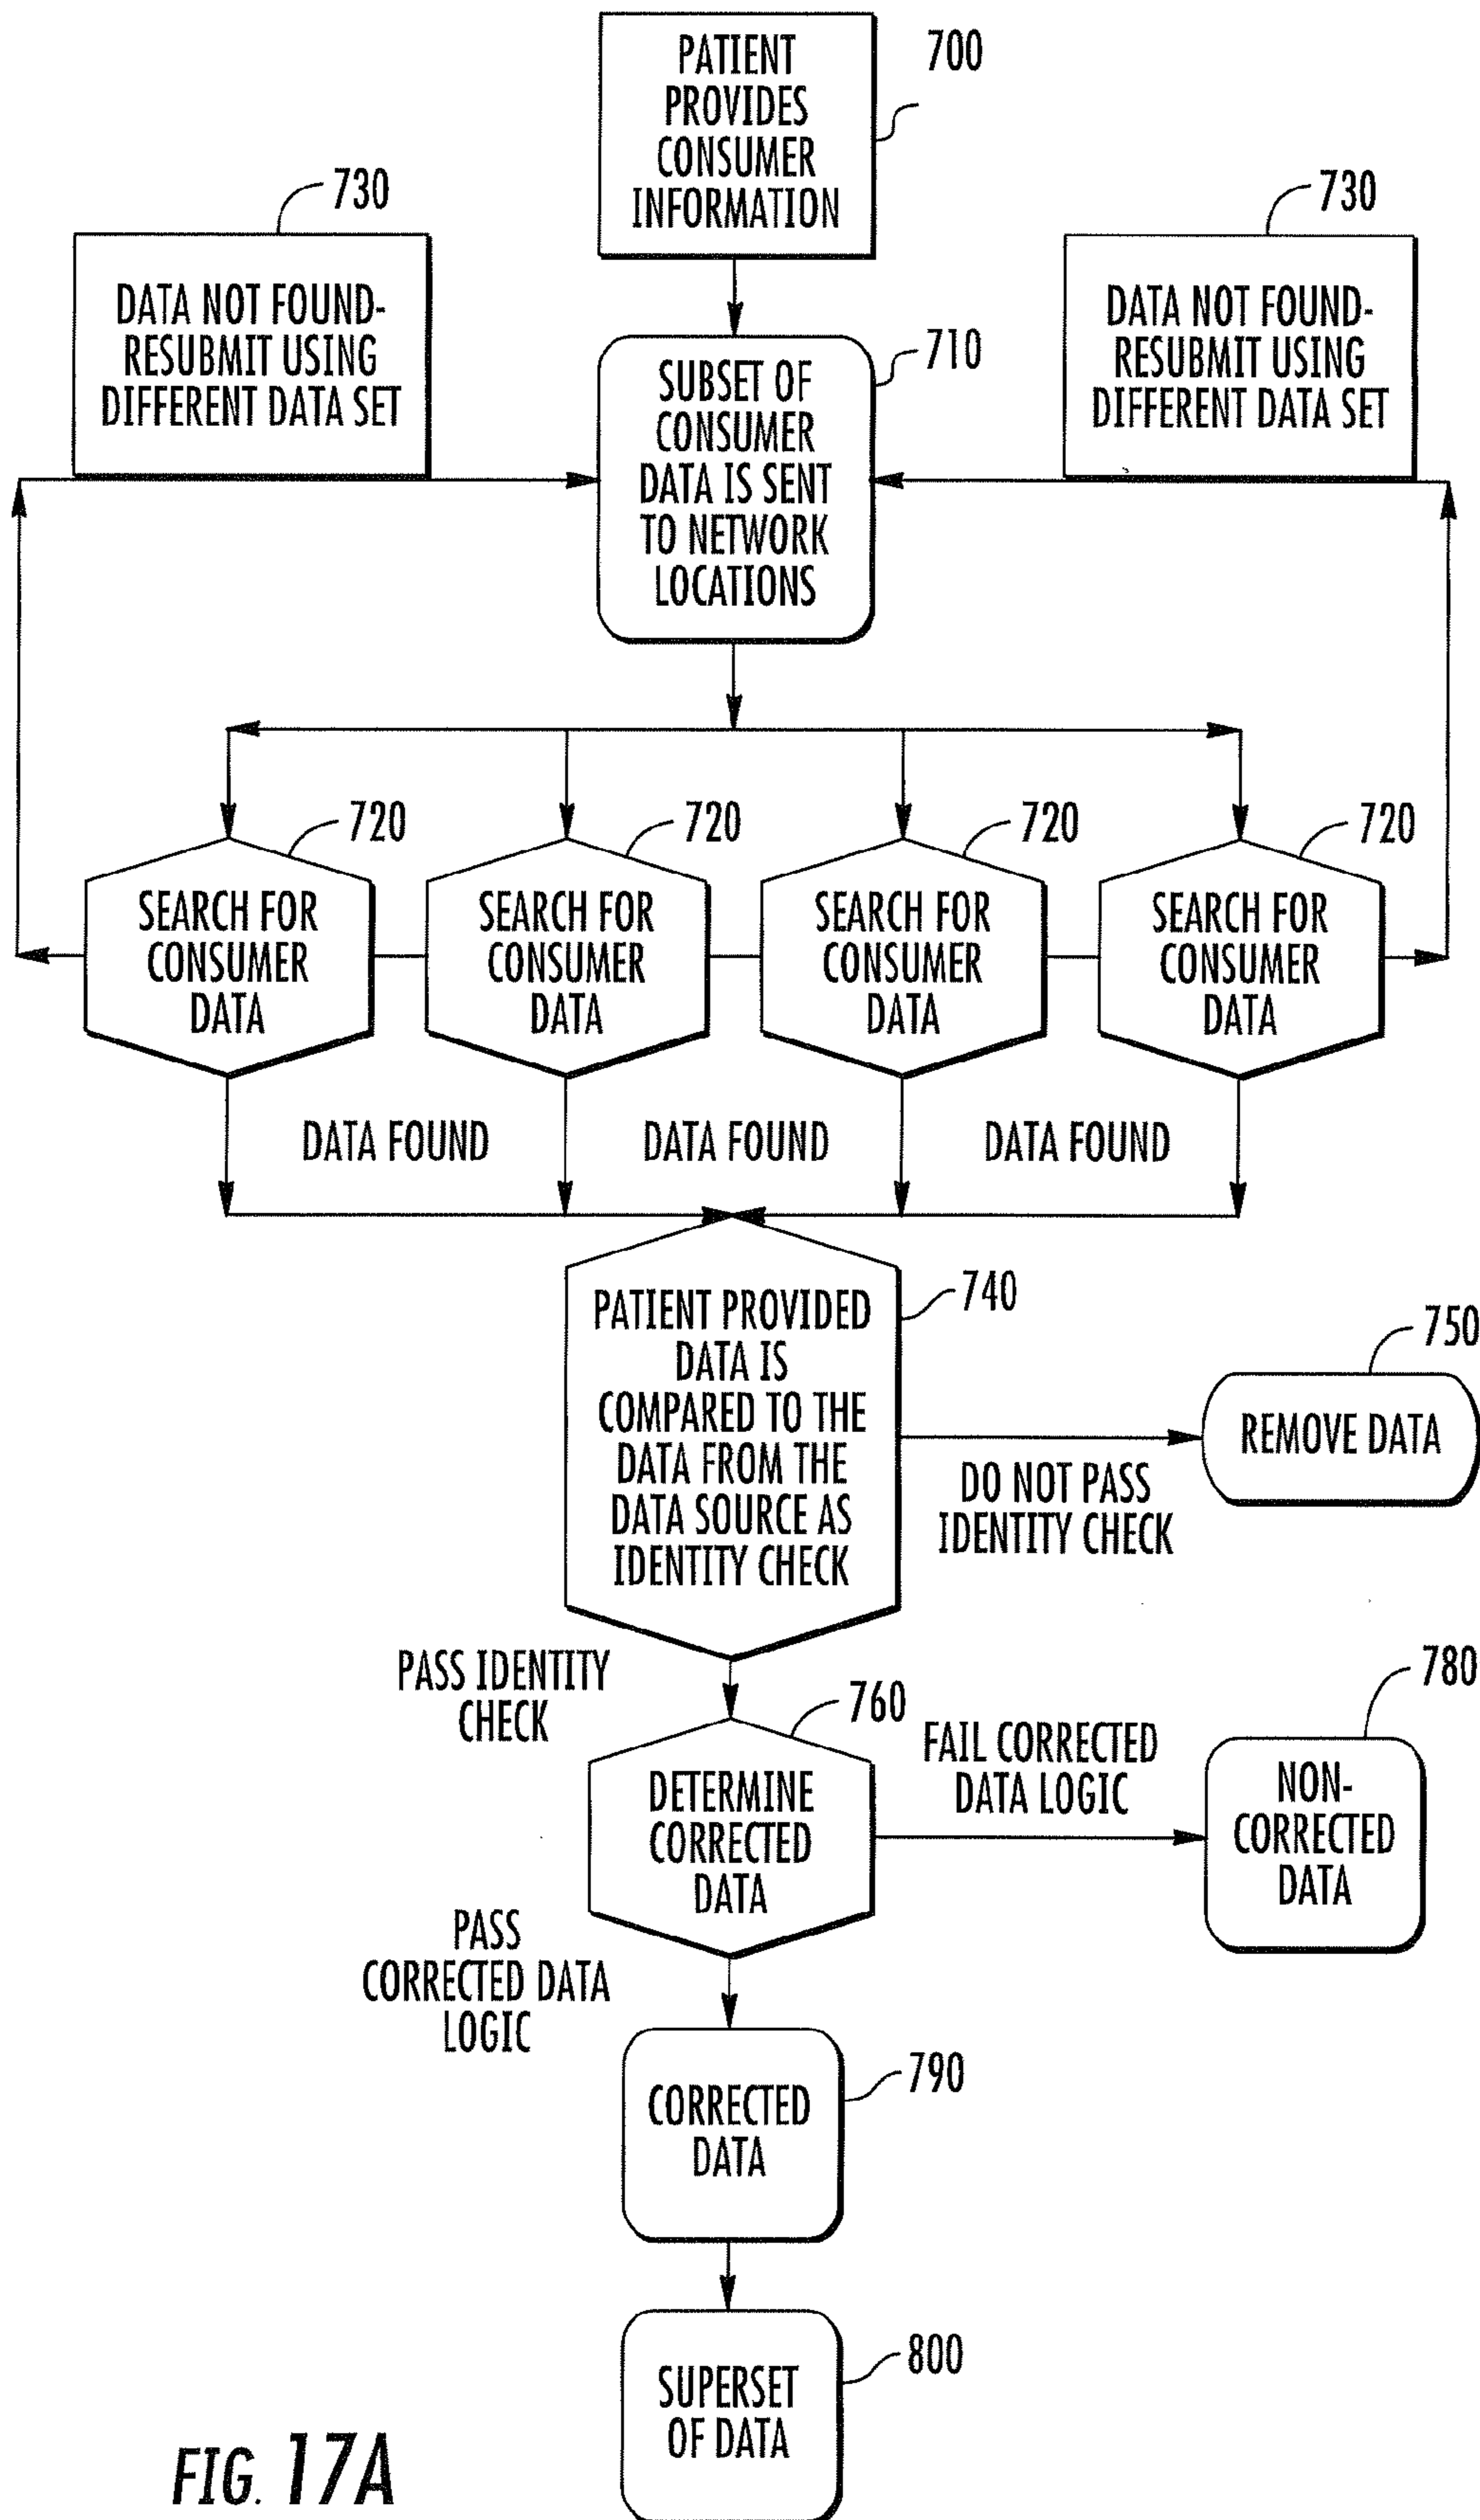 PATIENT
PROVIDES
CONSUMER
INFORMATION
700
730
DATA NOT FOUND-
RESUBMIT USING
DIFFERENT DATA SET
730
DATA NOT FOUND-
RESUBMIT USING
DIFFERENT DATA SET
710
SUBSET OF
CONSUMER
DATA IS SENT
TO NETWORK
LOCATIONS
720
SEARCH FOR
CONSUMER
DATA
720
SEARCH FOR
CONSUMER
DATA
720
SEARCH FOR
CONSUMER
DATA
720
SEARCH FOR
CONSUMER
DATA
DATA FOUND
DATA FOUND
DATA FOUND
740
PATIENT PROVIDED
DATA IS
COMPARED TO THE
DATA FROM THE
DATA SOURCE AS
IDENTITY CHECK
DO NOT PASS
IDENTITY CHECK
750
REMOVE DATA
PASS IDENTITY
CHECK
760
DETERMINE
CORRECTED
DATA
FAIL CORRECTED
DATA LOGIC
780
NON-
CORRECTED
DATA
PASS
CORRECTED DATA
LOGIC
790
CORRECTED
DATA
800
SUPERSET
OF DATA
FIG. 17A